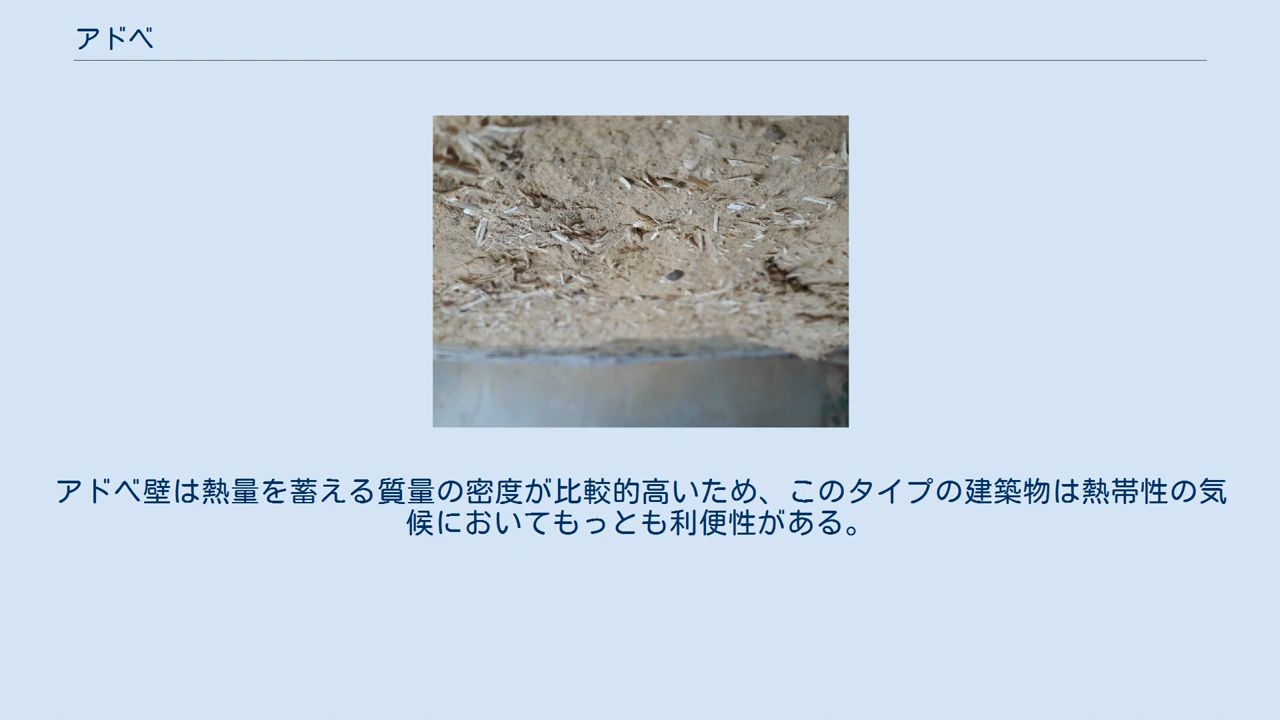 アドベ
アドベ壁は熱量を蓄える質量の密度が比較的高いため、このタイプの建築物は熱帯性の気
候においてもっとも利便性がある。